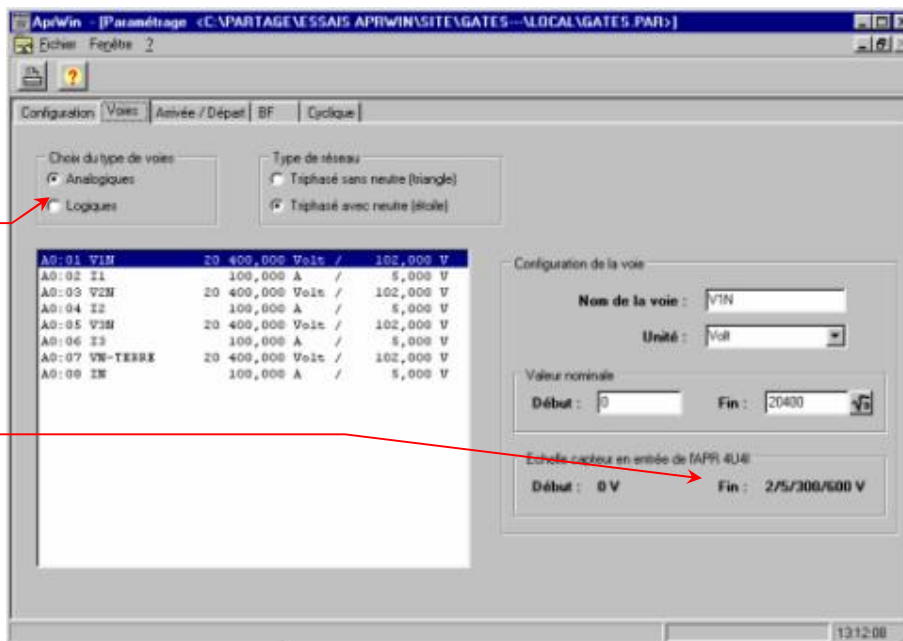 AprWin - [Paramétrage <C:\PARTAGE\ESSAIS APRWIN\SITE\GATES---\LOCAL\GATES.PAR>]
Fichier Fenêtre ?
Configuration Voies Arrivée / Départ BF Cyclique
Choix du type de voies
Analogiques
Logiques
Type de réseau
Triphasé sans neutre (triangle)
Triphasé avec neutre (étoile)
A0:01 V1N 20 400,000 Volt / 102,000 V
A0:02 I1 100,000 A / 5,000 V
A0:03 V2N 20 400,000 Volt / 102,000 V
A0:04 I2 100,000 A / 5,000 V
A0:05 V3N 20 400,000 Volt / 102,000 V
A0:06 I3 100,000 A / 5,000 V
A0:07 VN-TERRE 20 400,000 Volt / 102,000 V
A0:08 IN 100,000 A / 5,000 V
Configuration de la voie
Nom de la voie : V1N
Unité : Volt
Valeur nominale
Début : 0 Fin : 20400 √3
Echelle capteur en entrée de l'APR 4U4I
Début : 0 V Fin : 2/5/300/600 V
13:12:08